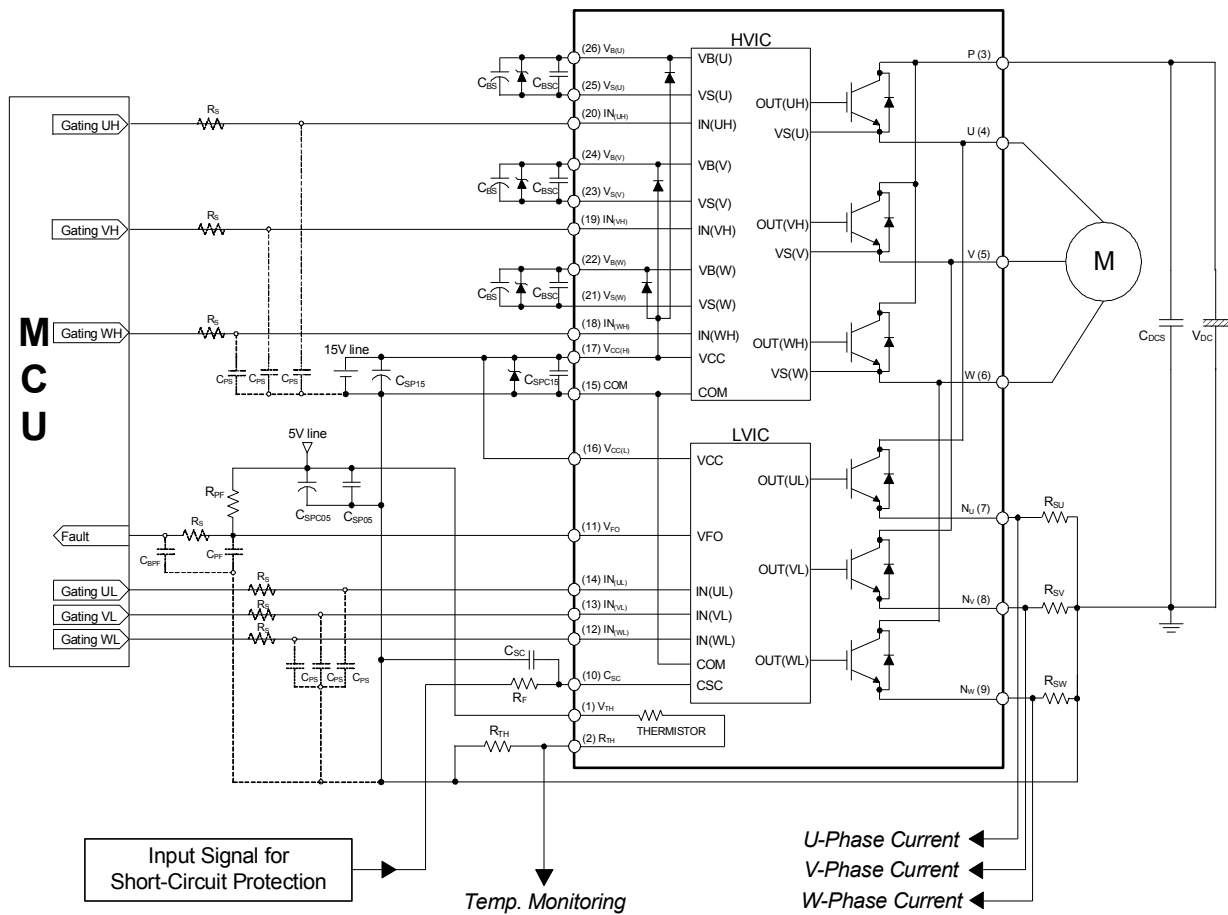 HVIC
(26) VB(U)
VB(U)
P (3)
CBS
CBSC
(25) VS(U)
VS(U)
OUT(UH)
RS
Gating UH
(20) IN(UH)
IN(UH)
VS(U)
U (4)
(24) VB(V)
VB(V)
CBS
CBSC
(23) VS(V)
VS(V)
RS
Gating VH
(19) IN(VH)
IN(VH)
OUT(VH)
VS(V)
V (5)
M
(22) VB(W)
VB(W)
CBS
CBSC
(21) VS(W)
VS(W)
RS
Gating WH
(18) IN(WH)
IN(WH)
OUT(WH)
CDCS
VDC
MCU
15V line
(17) VCC(H)
VCC
CPS
CPS
CPS
CSP15
CSPC15
VS(W)
W (6)
(15) COM
COM
5V line
LVIC
(16) VCC(L)
VCC
OUT(UL)
RPF
CSPC05
CSP05
NU (7)
RSU
RS
Fault
(11) VFO
VFO
CBPF
CPF
OUT(VL)
RS
Gating UL
(14) IN(UL)
IN(UL)
RS
Gating VL
(13) IN(VL)
IN(VL)
NV (8)
RSV
RS
Gating WL
(12) IN(WL)
IN(WL)
CSC
COM
OUT(WL)
CPS
CPS
CPS
RF
(10) CSC
CSC
NW (9)
RSW
(1) VTH
THERMISTOR
RTH
(2) RTH
Input Signal for
Short-Circuit Protection
Temp. Monitoring
U-Phase Current
V-Phase Current
W-Phase Current